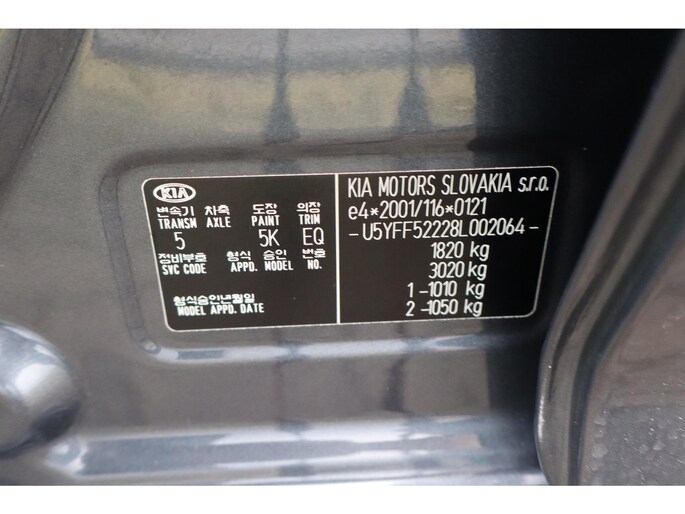 KIA
변속기 차축 도장 의장
TRANSM AXLE PAINT TRIM
5 5K EQ
정비부호 형식 승인 번호
SVC CODE APPD. MODEL NO.
형식승인년월일
MODEL APPD. DATE
KIA MOTORS SLOVAKIA s.r.o.
e4*2001/116*0121
- U5YFF52228L002064 -
1820 kg
3020 kg
1 -1010 kg
2 -1050 kg